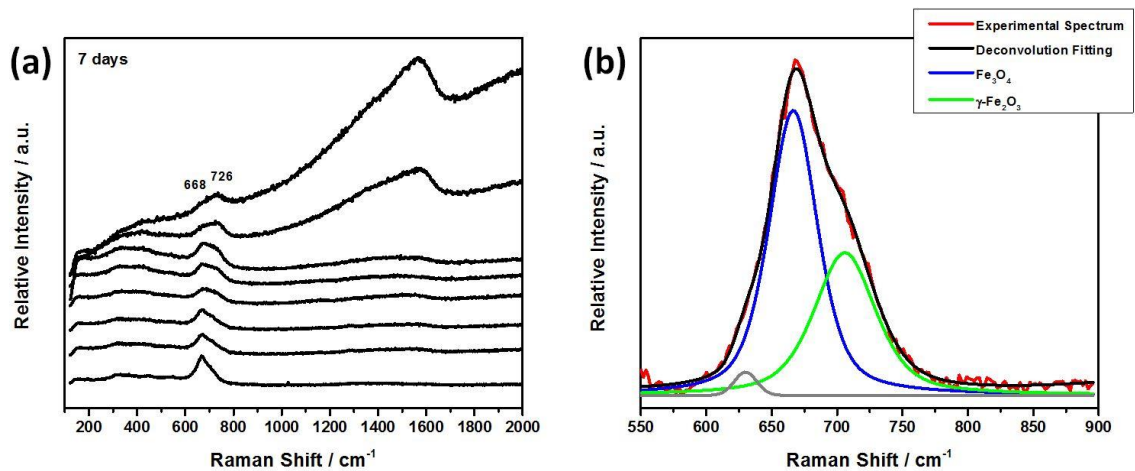 (a)
7 days
668
726
Relative Intensity / a.u.
200 400 600 800 1000 1200 1400 1600 1800 2000
Raman Shift / cm⁻¹
(b)
Experimental Spectrum
Deconvolution Fitting
Fe₃O₄
γ-Fe₂O₃
Relative Intensity / a.u.
550 600 650 700 750 800 850 900
Raman Shift / cm⁻¹